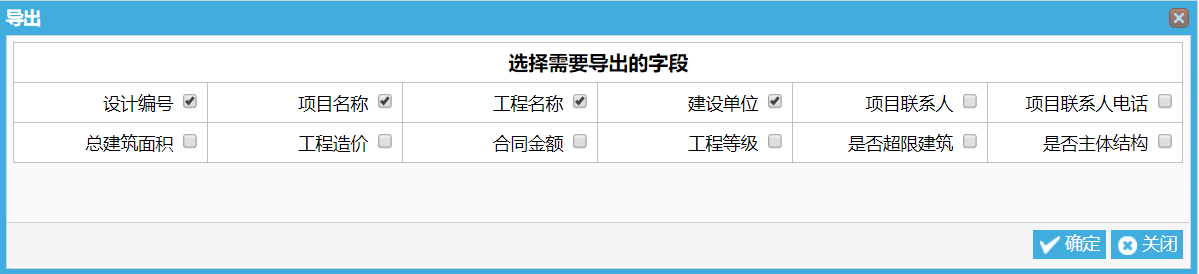 导出
选择需要导出的字段
设计编号 项目名称 工程名称 建设单位 项目联系人 项目联系人电话
总建筑面积 工程造价 合同金额 工程等级 是否超限建筑 是否主体结构
确定 关闭